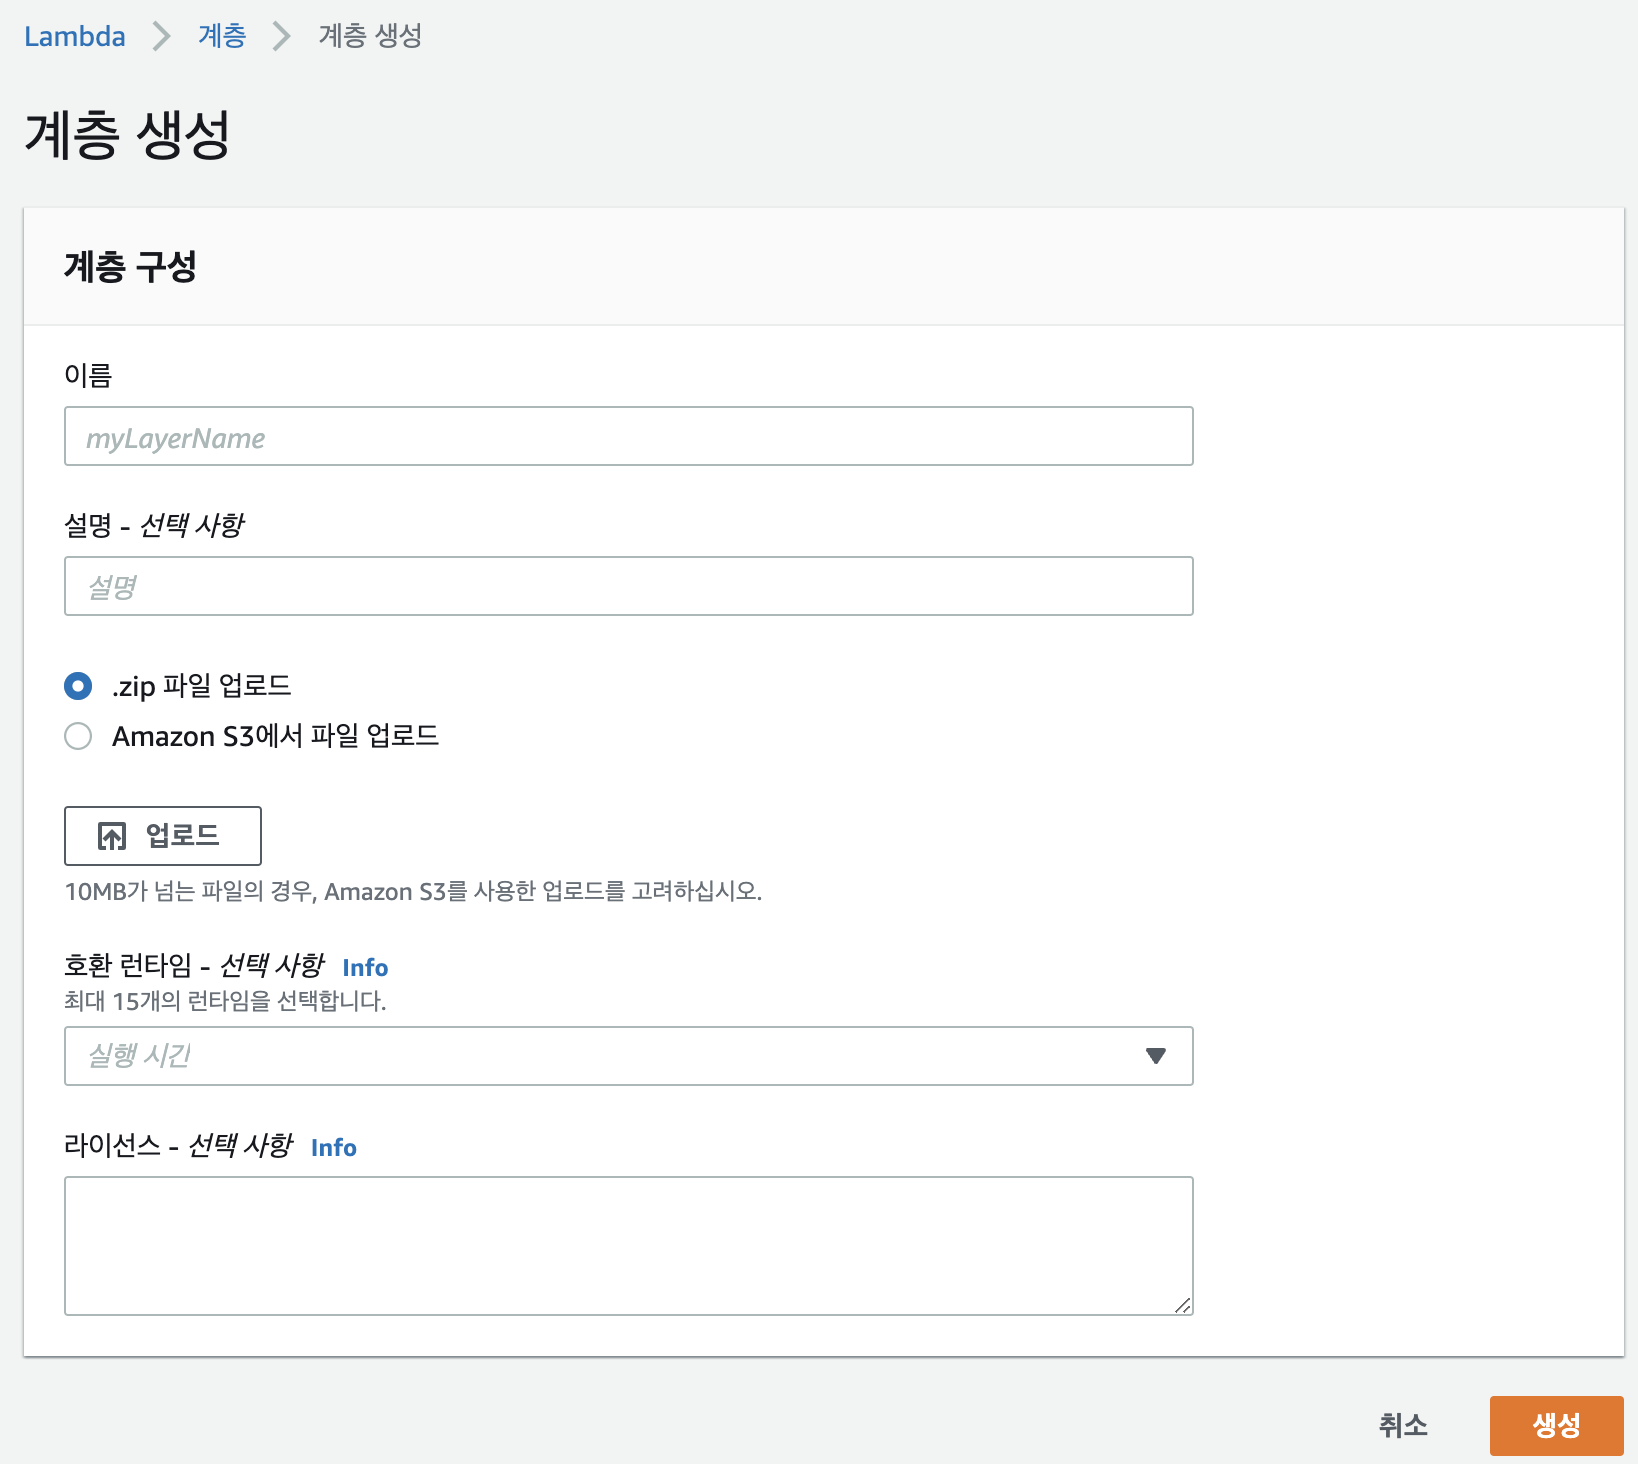 Lambda > 계층 > 계층 생성
계층 생성
계층 구성
이름
myLayerName
설명 - 선택 사항
설명
.zip 파일 업로드
Amazon S3에서 파일 업로드
업로드
10MB가 넘는 파일의 경우, Amazon S3를 사용한 업로드를 고려하십시오.
호환 런타임 - 선택 사항 Info
최대 15개의 런타임을 선택합니다.
실행 시간
라이선스 - 선택 사항 Info
취소 생성